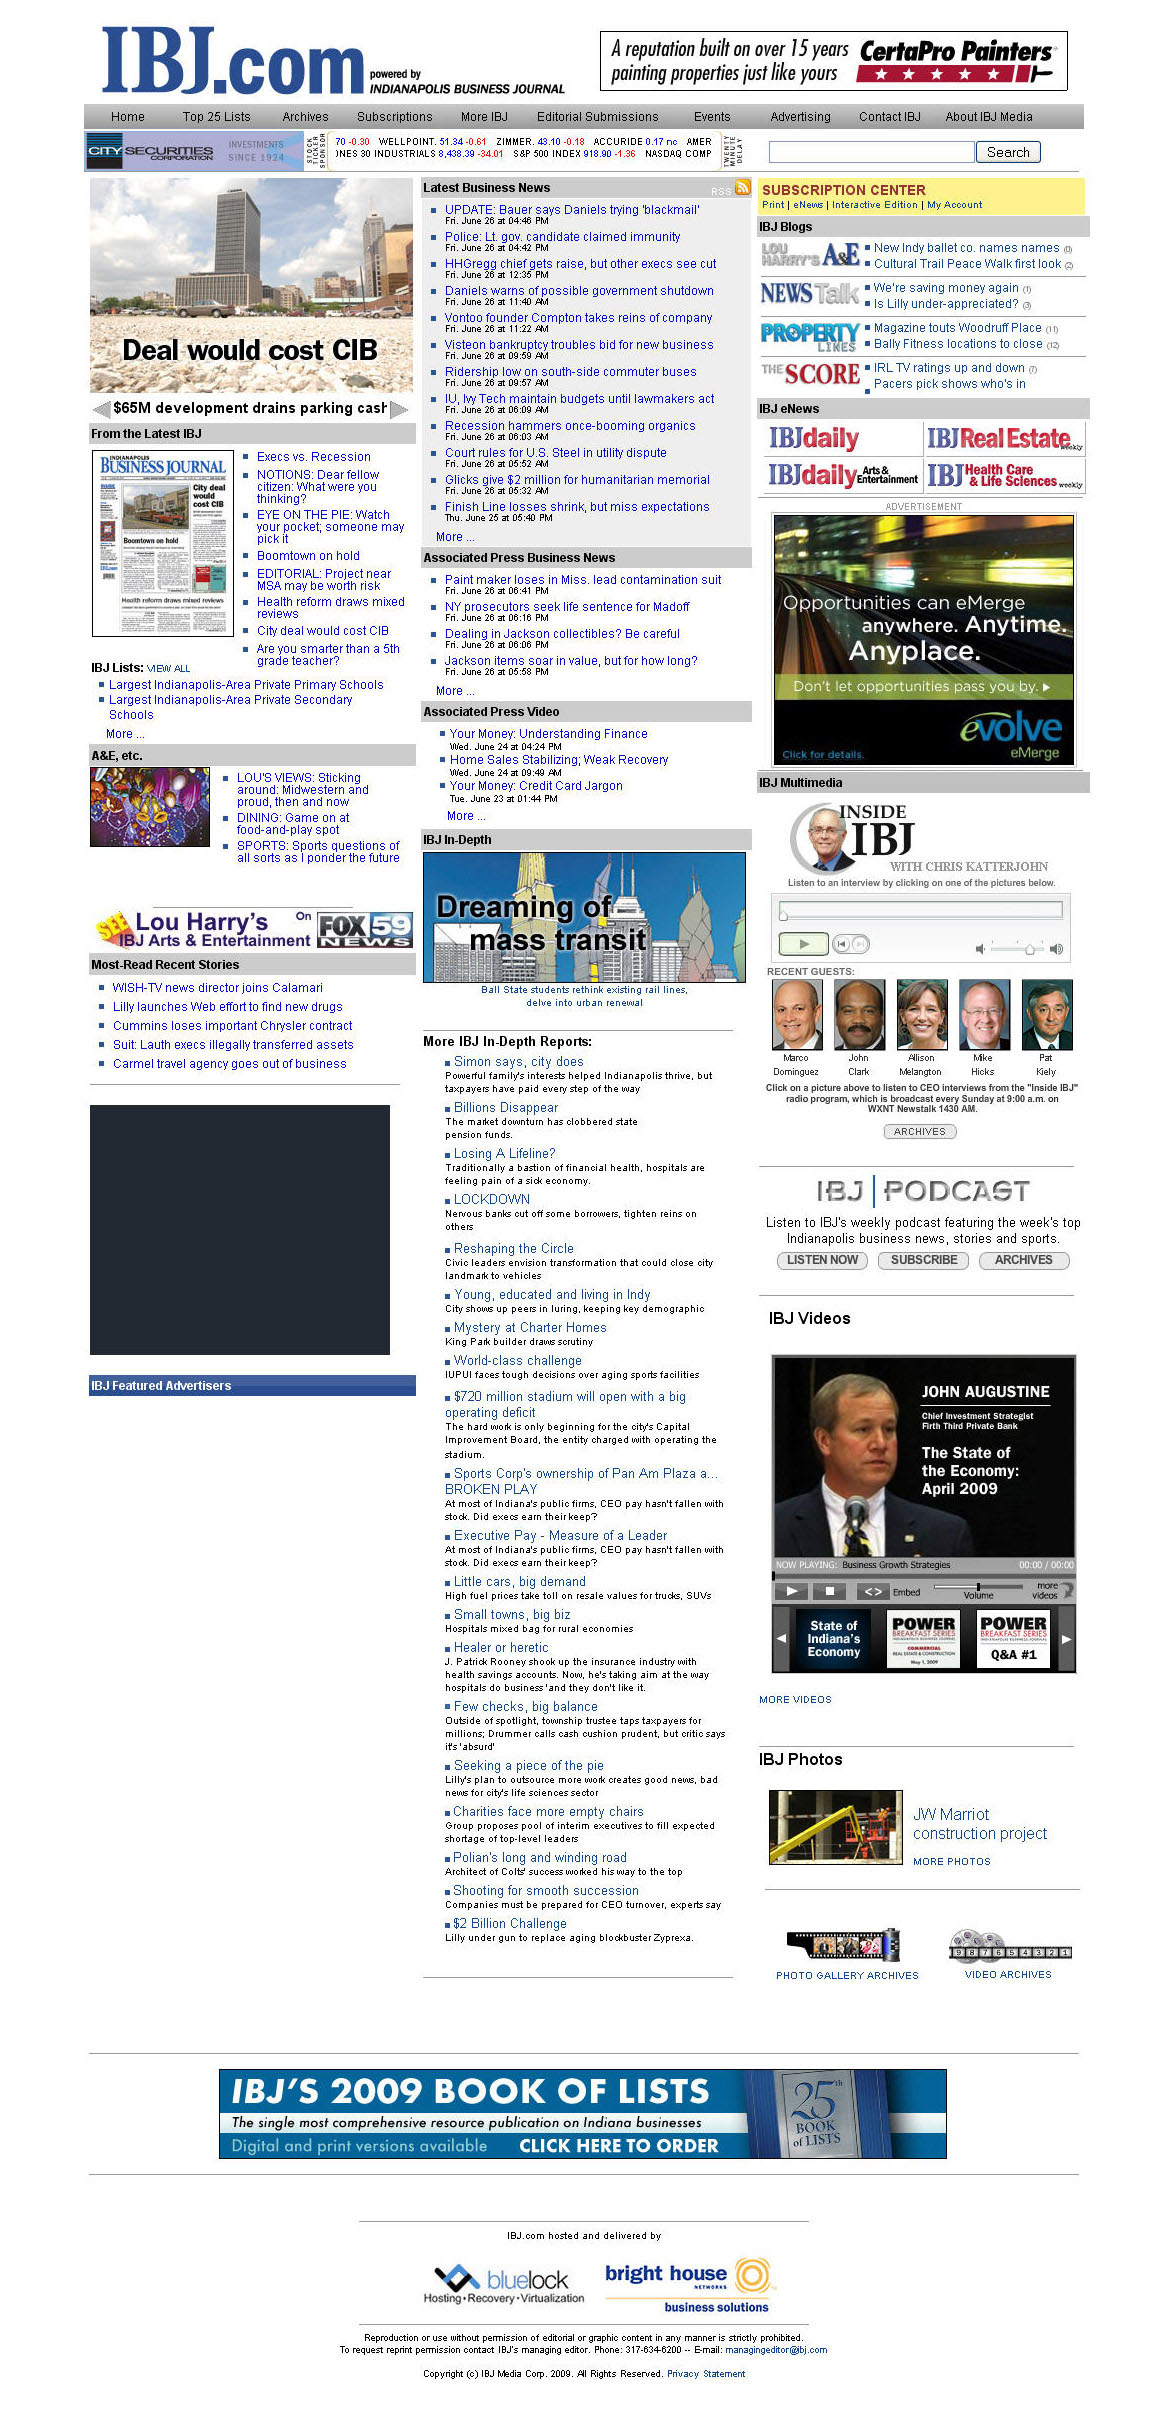 IBJ.com powered by
INDIANAPOLIS BUSINESS JOURNAL
A reputation built on over 15 years
painting properties just like yours
CertaPro Painters
Home Top 25 Lists Archives Subscriptions More IBJ Editorial Submissions Events Advertising Contact IBJ About IBJ Media
CITY SECURITIES
CORPORATION
INVESTMENTS
SINCE 1924
STOCK TICKER SPONSOR
70 -0.30 WELLPOINT. 51.34 -0.61 ZIMMER. 43.10 -0.18 ACCURIDE 0.17 nc AMER
ONES 30 INDUSTRIALS 8,438.39 -34.01 S&P 500 INDEX 918.90 -1.36 NASDAQ COMP
TWENTY MINUTE DELAY
Search
Deal would cost CIB
$65M development drains parking cash
From the Latest IBJ
INDIANAPOLIS
BUSINESS JOURNAL
City deal
would
cost CIB
Boomtown on hold
Health reform draws mixed reviews
Execs vs. Recession
NOTIONS: Dear fellow
citizen: What were you
thinking?
EYE ON THE PIE: Watch
your pocket; someone may
pick it
Boomtown on hold
EDITORIAL: Project near
MSA may be worth risk
Health reform draws mixed
reviews
City deal would cost CIB
Are you smarter than a 5th
grade teacher?
IBJ Lists: VIEW ALL
Largest Indianapolis-Area Private Primary Schools
Largest Indianapolis-Area Private Secondary
Schools
More ...
A&E, etc.
LOU'S VIEWS: Sticking
around: Midwestern and
proud, then and now
DINING: Game on at
food-and-play spot
SPORTS: Sports questions of
all sorts as I ponder the future
SEE Lou Harry's
IBJ Arts & Entertainment
On
FOX 59
NEWS
Most-Read Recent Stories
WISH-TV news director joins Calamari
Lilly launches Web effort to find new drugs
Cummins loses important Chrysler contract
Suit: Lauth execs illegally transferred assets
Carmel travel agency goes out of business
IBJ Featured Advertisers
Latest Business News
RSS
UPDATE: Bauer says Daniels trying 'blackmail'
Fri. June 26 at 04:46 PM
Police: Lt. gov. candidate claimed immunity
Fri. June 26 at 04:42 PM
HHGregg chief gets raise, but other execs see cut
Fri. June 26 at 12:35 PM
Daniels warns of possible government shutdown
Fri. June 26 at 11:40 AM
Vontoo founder Compton takes reins of company
Fri. June 26 at 11:22 AM
Visteon bankruptcy troubles bid for new business
Fri. June 26 at 09:59 AM
Ridership low on south-side commuter buses
Fri. June 26 at 09:57 AM
IU, Ivy Tech maintain budgets until lawmakers act
Fri. June 26 at 06:09 AM
Recession hammers once-booming organics
Fri. June 26 at 06:03 AM
Court rules for U.S. Steel in utility dispute
Fri. June 26 at 05:52 AM
Glicks give $2 million for humanitarian memorial
Fri. June 26 at 05:32 AM
Finish Line losses shrink, but miss expectations
Thu. June 25 at 05:40 PM
More ...
Associated Press Business News
Paint maker loses in Miss. lead contamination suit
Fri. June 26 at 06:41 PM
NY prosecutors seek life sentence for Madoff
Fri. June 26 at 06:16 PM
Dealing in Jackson collectibles? Be careful
Fri. June 26 at 06:06 PM
Jackson items soar in value, but for how long?
Fri. June 26 at 05:58 PM
More ...
Associated Press Video
Your Money: Understanding Finance
Wed. June 24 at 04:24 PM
Home Sales Stabilizing; Weak Recovery
Wed. June 24 at 09:49 AM
Your Money: Credit Card Jargon
Tue. June 23 at 01:44 PM
More ...
IBJ In-Depth
Dreaming of
mass transit
Ball State students rethink existing rail lines,
delve into urban renewal
More IBJ In-Depth Reports:
Simon says, city does
Powerful family's interests helped Indianapolis thrive, but
taxpayers have paid every step of the way
Billions Disappear
The market downturn has clobbered state
pension funds.
Losing A Lifeline?
Traditionally a bastion of financial health, hospitals are
feeling pain of a sick economy.
LOCKDOWN
Nervous banks cut off some borrowers, tighten reins on
others
Reshaping the Circle
Civic leaders envision transformation that could close city
landmark to vehicles
Young, educated and living in Indy
City shows up peers in luring, keeping key demographic
Mystery at Charter Homes
King Park builder draws scrutiny
World-class challenge
IUPUI faces tough decisions over aging sports facilities
$720 million stadium will open with a big
operating deficit
The hard work is only beginning for the city's Capital
Improvement Board, the entity charged with operating the
stadium.
Sports Corp's ownership of Pan Am Plaza a...
BROKEN PLAY
At most of Indiana's public firms, CEO pay hasn't fallen with
stock. Did execs earn their keep?
Executive Pay - Measure of a Leader
At most of Indiana's public firms, CEO pay hasn't fallen with
stock. Did execs earn their keep?
Little cars, big demand
High fuel prices take toll on resale values for trucks, SUVs
Small towns, big biz
Hospitals mixed bag for rural economies
Healer or heretic
J. Patrick Rooney shook up the insurance industry with
health savings accounts. Now, he's taking aim at the way
hospitals do business 'and they don't like it.
Few checks, big balance
Outside of spotlight, township trustee taps taxpayers for
millions; Drummer calls cash cushion prudent, but critic says
it's 'absurd'
Seeking a piece of the pie
Lilly's plan to outsource more work creates good news, bad
news for city's life sciences sector
Charities face more empty chairs
Group proposes pool of interim executives to fill expected
shortage of top-level leaders
Polian's long and winding road
Architect of Colts' success worked his way to the top
Shooting for smooth succession
Companies must be prepared for CEO turnover, experts say
$2 Billion Challenge
Lilly under gun to replace aging blockbuster Zyprexa.
SUBSCRIPTION CENTER
Print | eNews | Interactive Edition | My Account
IBJ Blogs
LOU HARRY'S A&E
New Indy ballet co. names names (0)
Cultural Trail Peace Walk first look (2)
NEWS Talk
We're saving money again (1)
Is Lilly under-appreciated? (3)
PROPERTY LINES
Magazine touts Woodruff Place (11)
Bally Fitness locations to close (12)
THE SCORE
IRL TV ratings up and down (7)
Pacers pick shows who's in
IBJ eNews
IBJdaily
IBJ Real Estate weekly
IBJdaily Arts & Entertainment
IBJ Health Care & Life Sciences weekly
ADVERTISEMENT
Opportunities can eMerge
anywhere. Anytime.
Anyplace.
Don't let opportunities pass you by.
evolve
eMerge
Click for details.
IBJ Multimedia
INSIDE
IBJ
WITH CHRIS KATTERJOHN
Listen to an interview by clicking on one of the pictures below.
RECENT GUESTS:
Marco Dominguez
John Clark
Allison Melangton
Mike Hicks
Pat Kiely
Click on a picture above to listen to CEO interviews from the "Inside IBJ"
radio program, which is broadcast every Sunday at 9:00 a.m. on
WXNT Newstalk 1430 AM.
ARCHIVES
IBJ | PODCAST
Listen to IBJ's weekly podcast featuring the week's top
Indianapolis business news, stories and sports.
LISTEN NOW SUBSCRIBE ARCHIVES
IBJ Videos
JOHN AUGUSTINE
Chief Investment Strategist
Firth Third Private Bank
The State of
the Economy:
April 2009
NOW PLAYING: Business Growth Strategies 00:00 / 00:00
<> Embed Volume more videos
State of
Indiana's
Economy
POWER
BREAKFAST SERIES
COMMERCIAL
REAL ESTATE & CONSTRUCTION
May 1, 2009
POWER
BREAKFAST SERIES
Q&A #1
MORE VIDEOS
IBJ Photos
JW Marriot
construction project
MORE PHOTOS
PHOTO GALLERY ARCHIVES
9 8 7 6 5 4 3 2 1
VIDEO ARCHIVES
IBJ'S 2009 BOOK OF LISTS
The single most comprehensive resource publication on Indiana businesses
Digital and print versions available CLICK HERE TO ORDER
25th
BOOK
of LISTS
IBJ.com hosted and delivered by
bluelock
Hosting • Recovery • Virtualization
bright house
NETWORKS
business solutions
Reproduction or use without permission of editorial or graphic content in any manner is strictly prohibited.
To request reprint permission contact IBJ's managing editor. Phone: 317-634-6200 -- E-mail: managingeditor@ibj.com
Copyright (c) IBJ Media Corp. 2009. All Rights Reserved. Privacy Statement